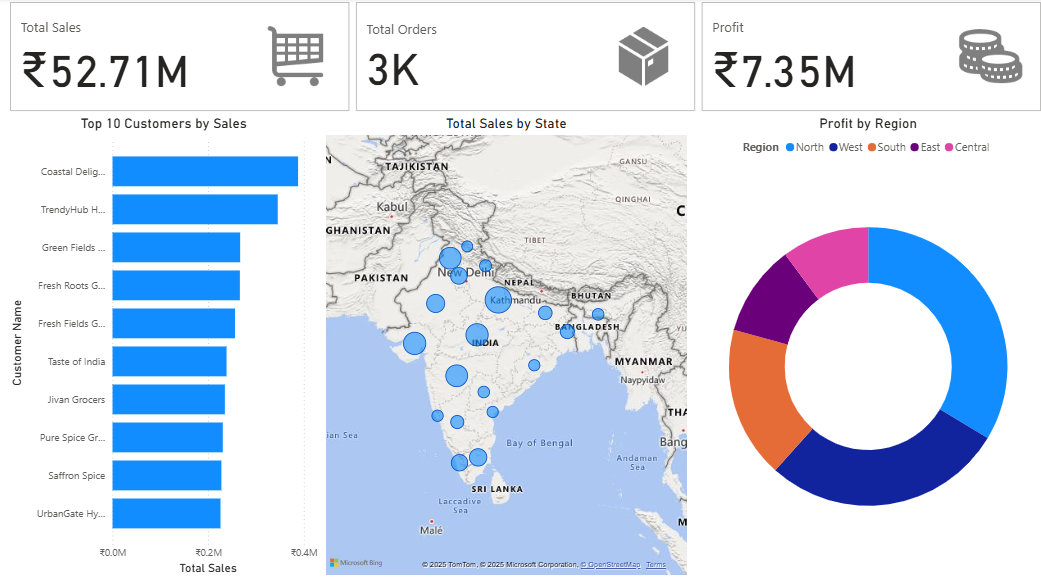 Total Sales
₹52.71M
Total Orders
3K
Profit
₹7.35M
Top 10 Customers by Sales
Customer Name
Coastal Delig...
TrendyHub H...
Green Fields ...
Fresh Roots G...
Fresh Fields G...
Taste of India
Jivan Grocers
Pure Spice Gr...
Saffron Spice
UrbanGate Hy...
₹0.0M ₹0.2M ₹0.4M
Total Sales
Total Sales by State
TAJIKISTAN
GANSU
Kabul
QINGHAI
GHANISTAN
TIBET
PAKISTAN
New Delhi
NEPAL
Kathmandu
BHUTAN
BANGLADESH
INDIA
MYANMAR
Naypyidaw
THA
Bang
ian Sea
Bay of Bengal
Andaman
Sea
SRI LANKA
Laccadive
Sea
Malé
Microsoft Bing
© 2025 TomTom, © 2025 Microsoft Corporation, © OpenStreetMap Terms
Profit by Region
Region North West South East Central